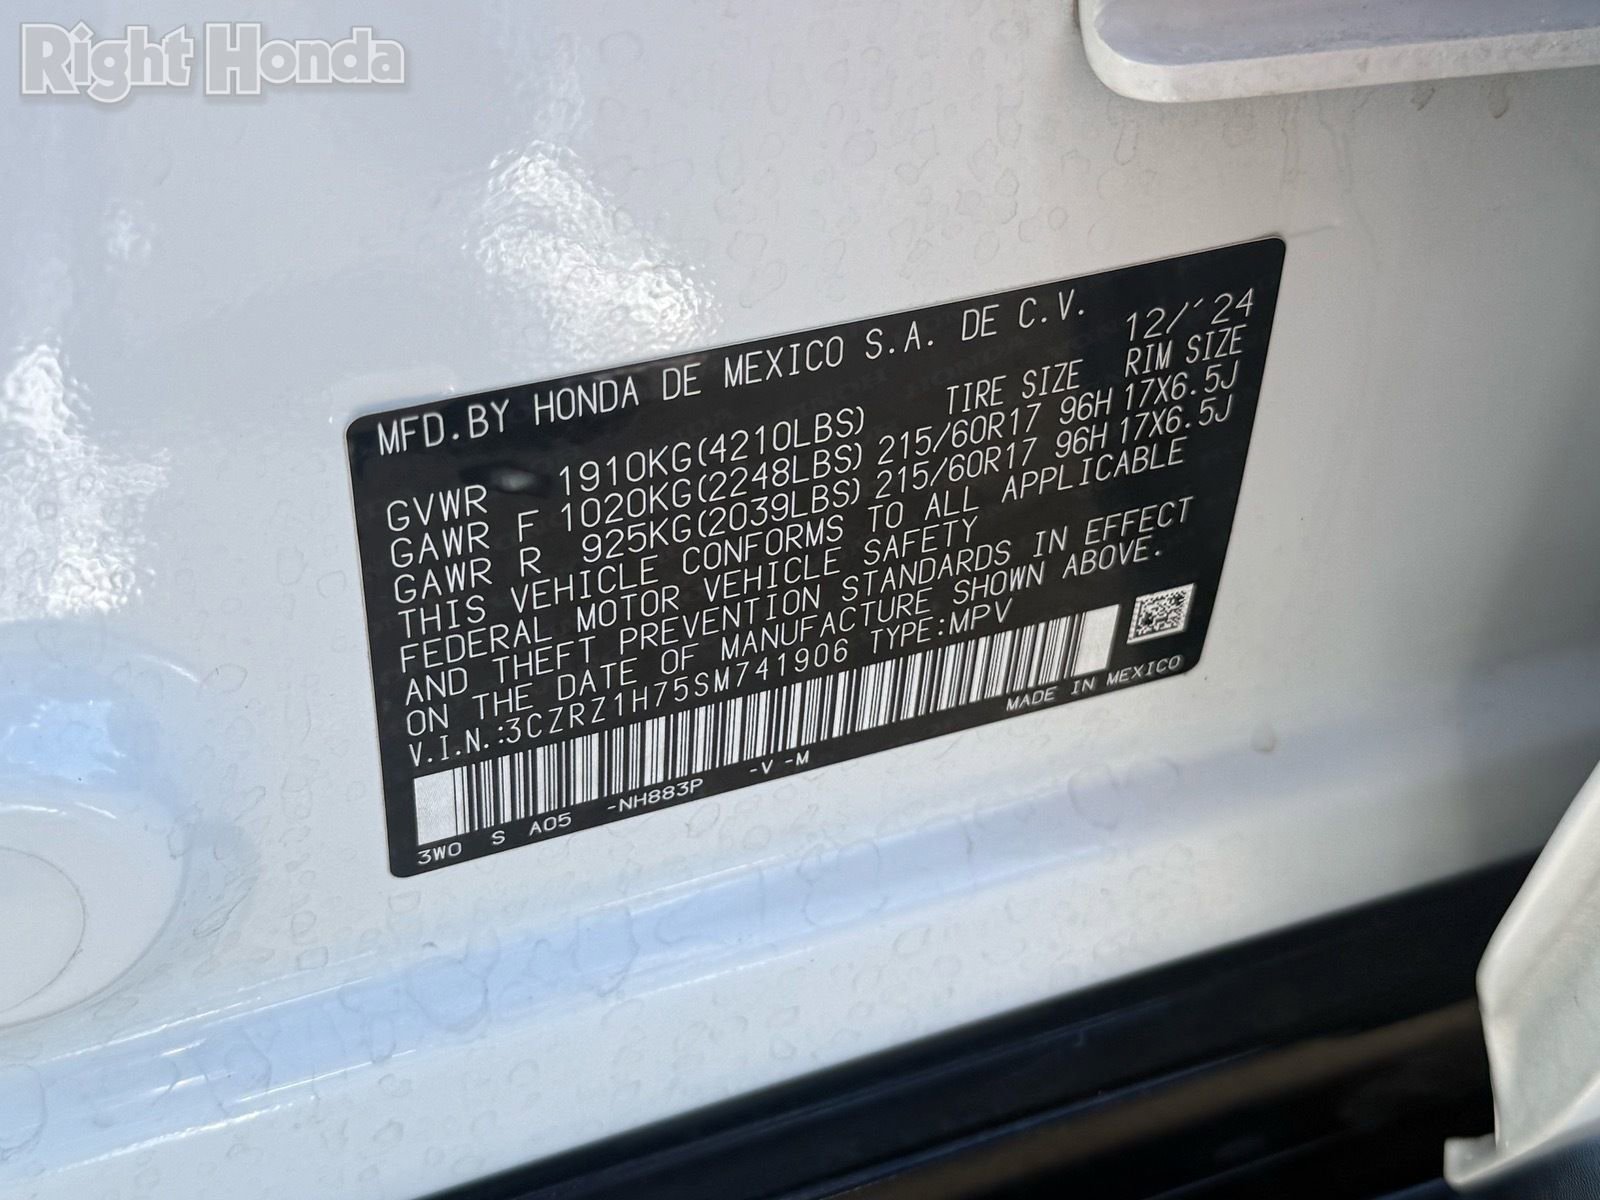 Right Honda
MFD.BY HONDA DE MEXICO S.A. DE C.V. 12/'24
TIRE SIZE RIM SIZE
GVWR 1910KG(4210LBS)
GAWR F 1020KG(2248LBS) 215/60R17 96H 17X6.5J
GAWR R 925KG(2039LBS) 215/60R17 96H 17X6.5J
THIS VEHICLE CONFORMS TO ALL APPLICABLE
FEDERAL MOTOR VEHICLE SAFETY
AND THEFT PREVENTION STANDARDS IN EFFECT
ON THE DATE OF MANUFACTURE SHOWN ABOVE.
V.I.N.:3CZRZ1H75SM741906 TYPE:MPV
MADE IN MEXICO
3W0 S A05 -NH883P -V -M